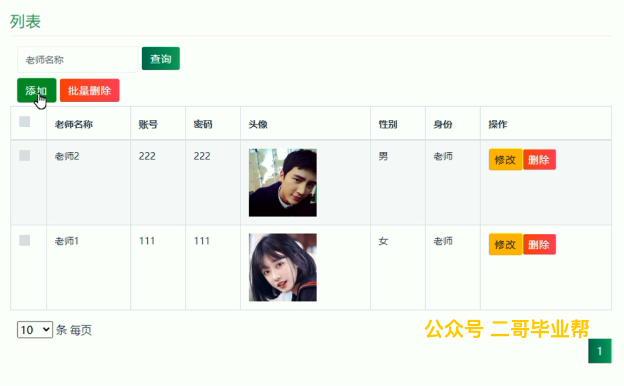 列表
老师名称 查询
添加 批量删除
老师名称 账号 密码 头像 性别 身份 操作
老师2 222 222 男 老师 修改 删除
老师1 111 111 女 老师 修改 删除
10 条 每页
公众号 二哥毕业帮
1